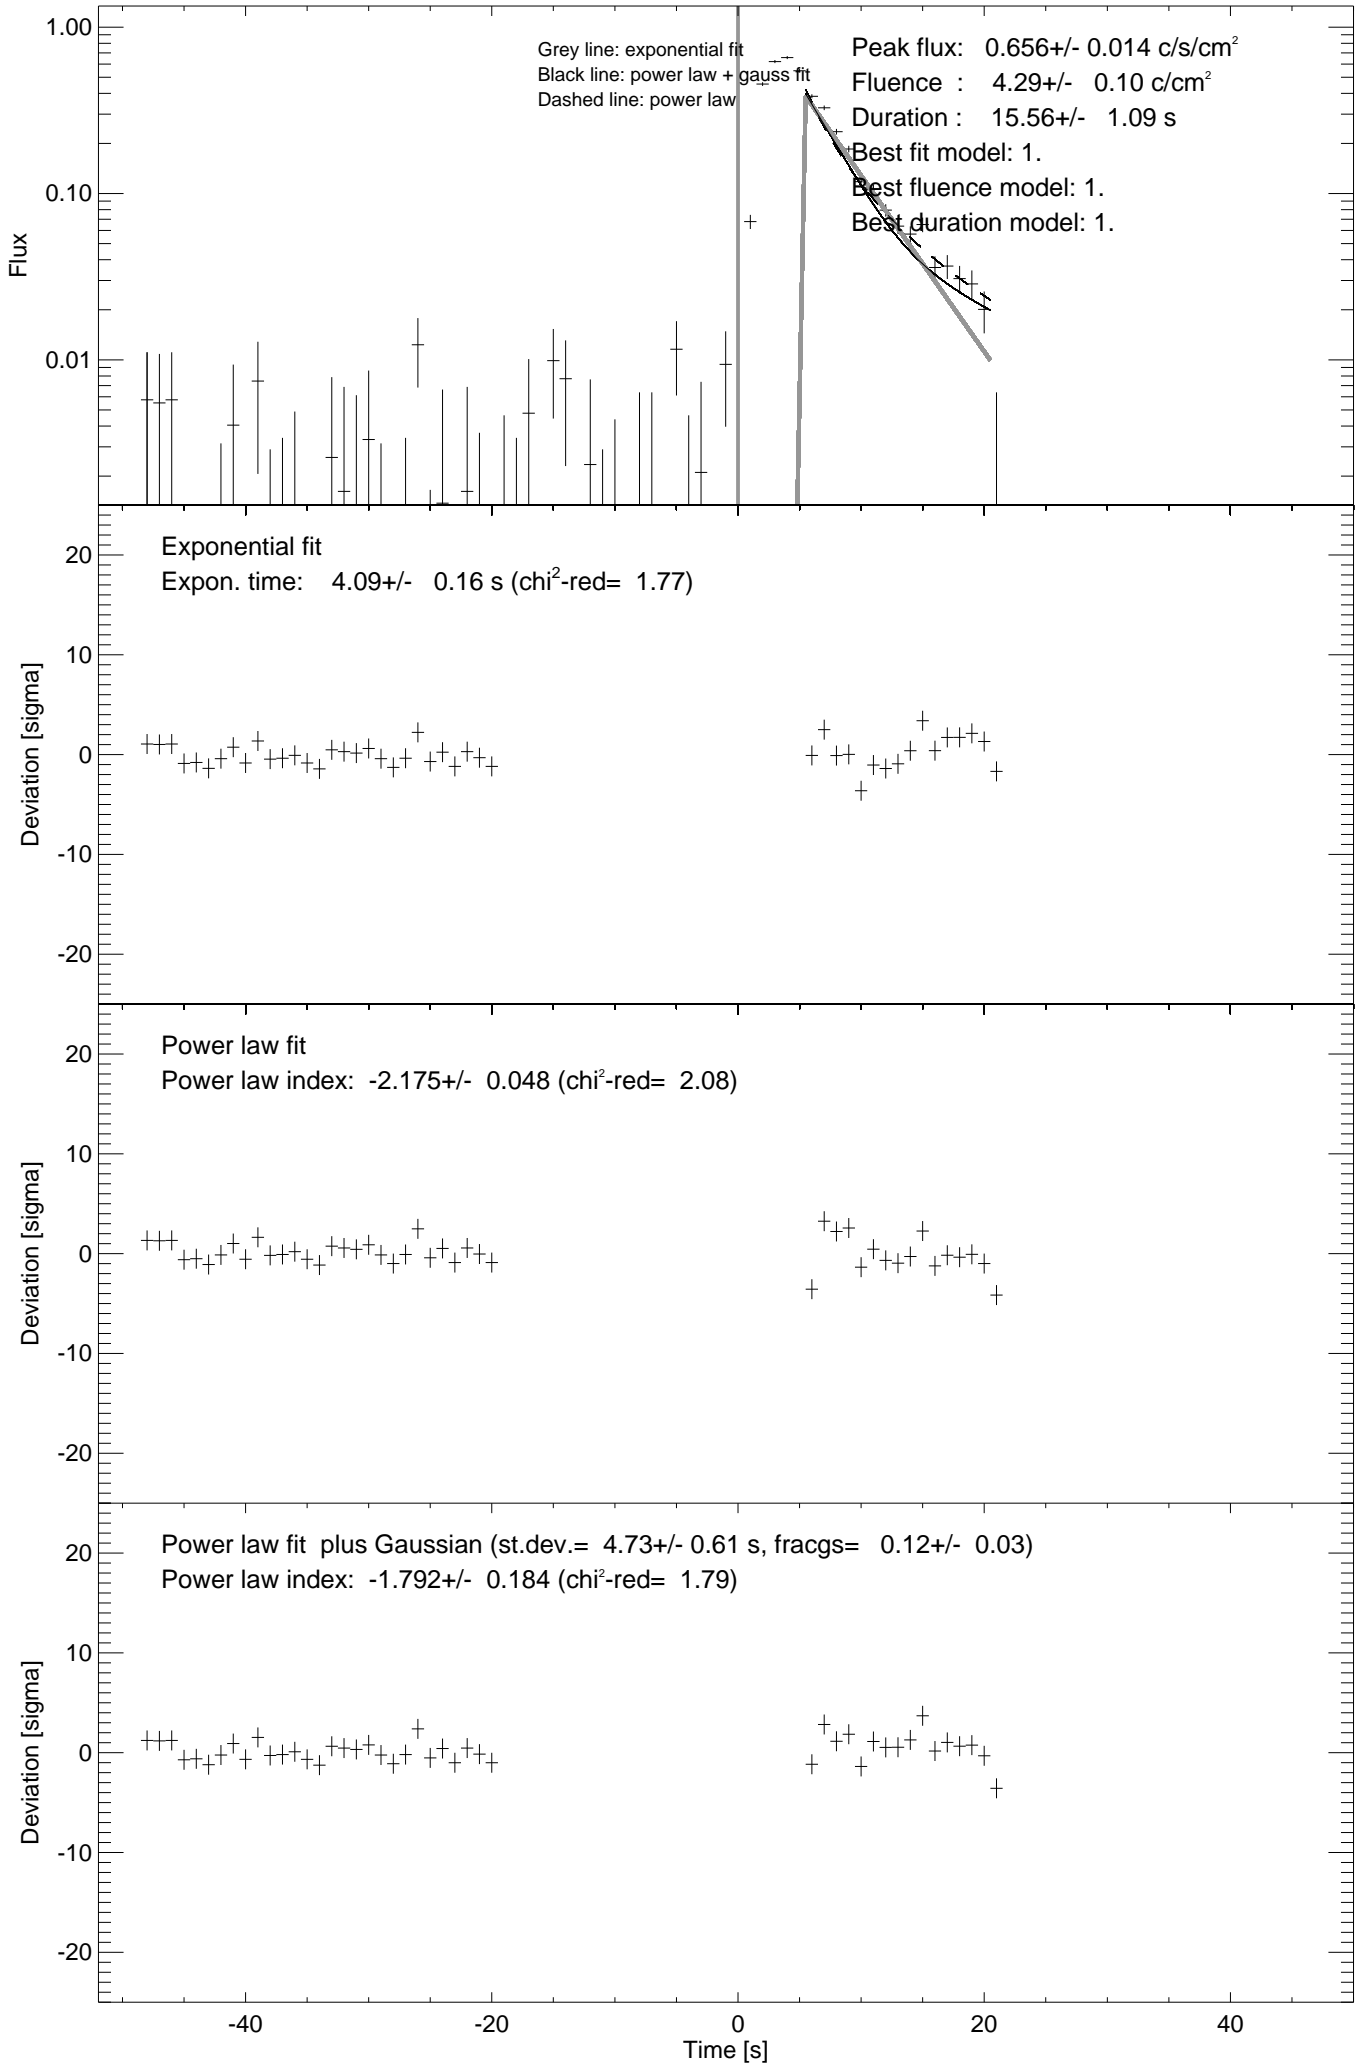 1.00
0.10
0.01
Flux
Grey line: exponential fit
Black line: power law + gauss fit
Dashed line: power law
Peak flux: 0.656+/- 0.014 c/s/cm²
Fluence : 4.29+/- 0.10 c/cm²
Duration : 15.56+/- 1.09 s
Best fit model: 1.
Best fluence model: 1.
Best duration model: 1.
20
10
0
-10
-20
Deviation [sigma]
Exponential fit
Expon. time: 4.09+/- 0.16 s (chi²-red= 1.77)
20
10
0
-10
-20
Deviation [sigma]
Power law fit
Power law index: -2.175+/- 0.048 (chi²-red= 2.08)
20
10
0
-10
-20
Deviation [sigma]
Power law fit plus Gaussian (st.dev.= 4.73+/- 0.61 s, fracgs= 0.12+/- 0.03)
Power law index: -1.792+/- 0.184 (chi²-red= 1.79)
-40 -20 0 20 40
Time [s]